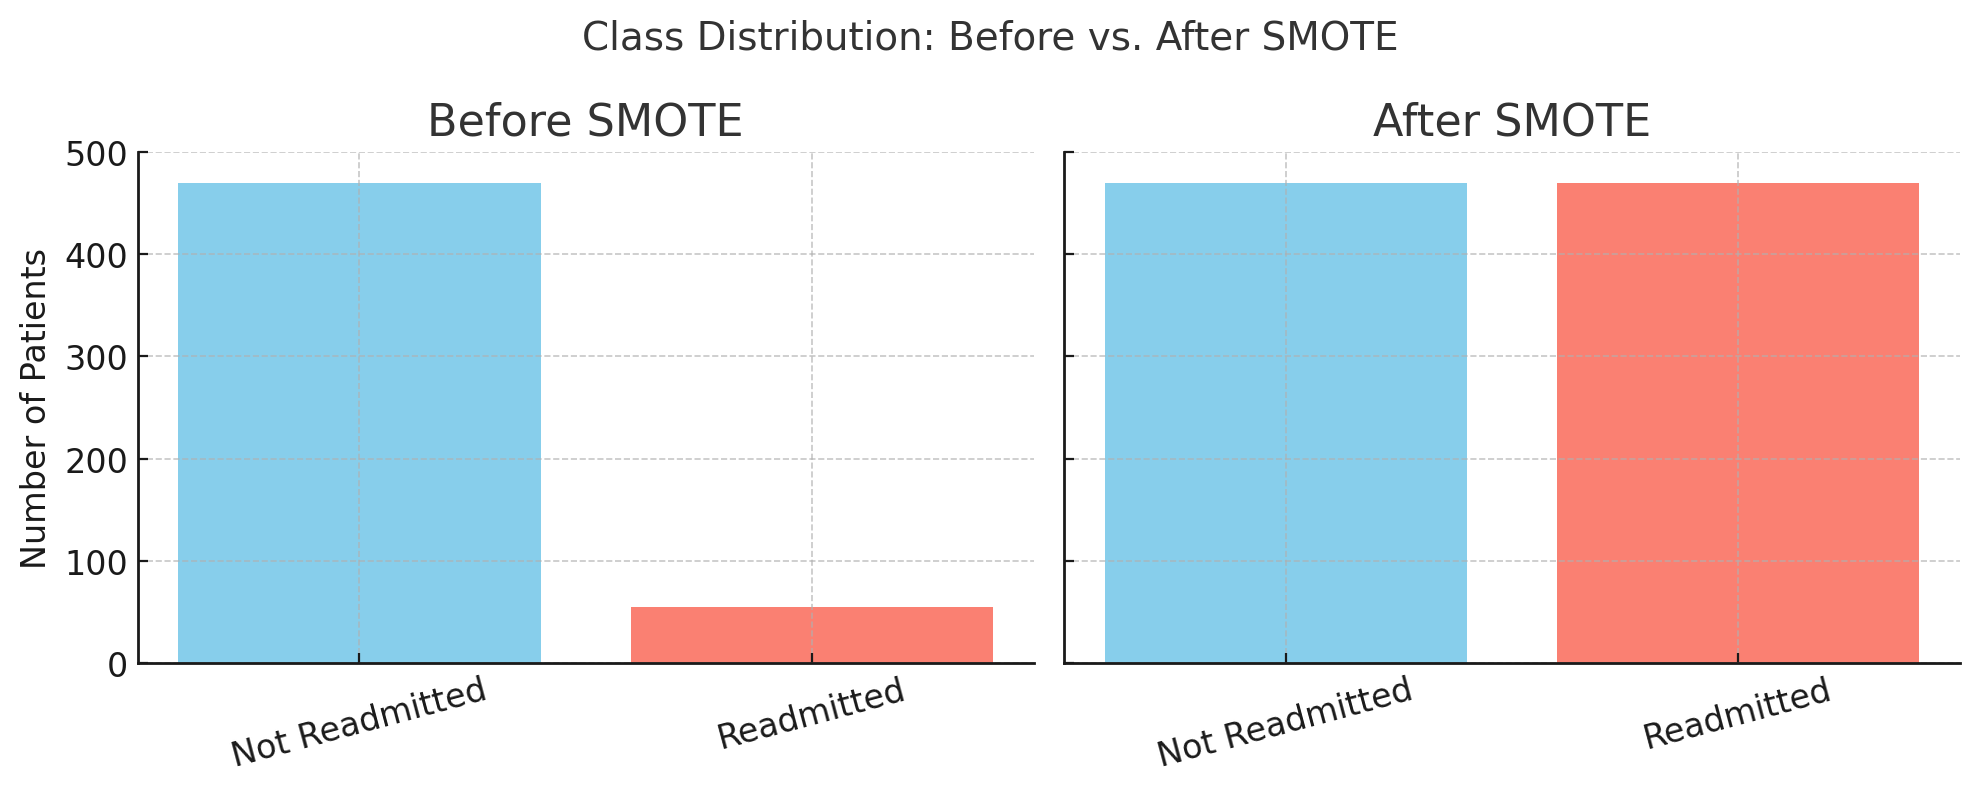 Class Distribution: Before vs. After SMOTE
Before SMOTE
After SMOTE
Number of Patients
500
400
300
200
100
0
Not Readmitted
Readmitted
Not Readmitted
Readmitted